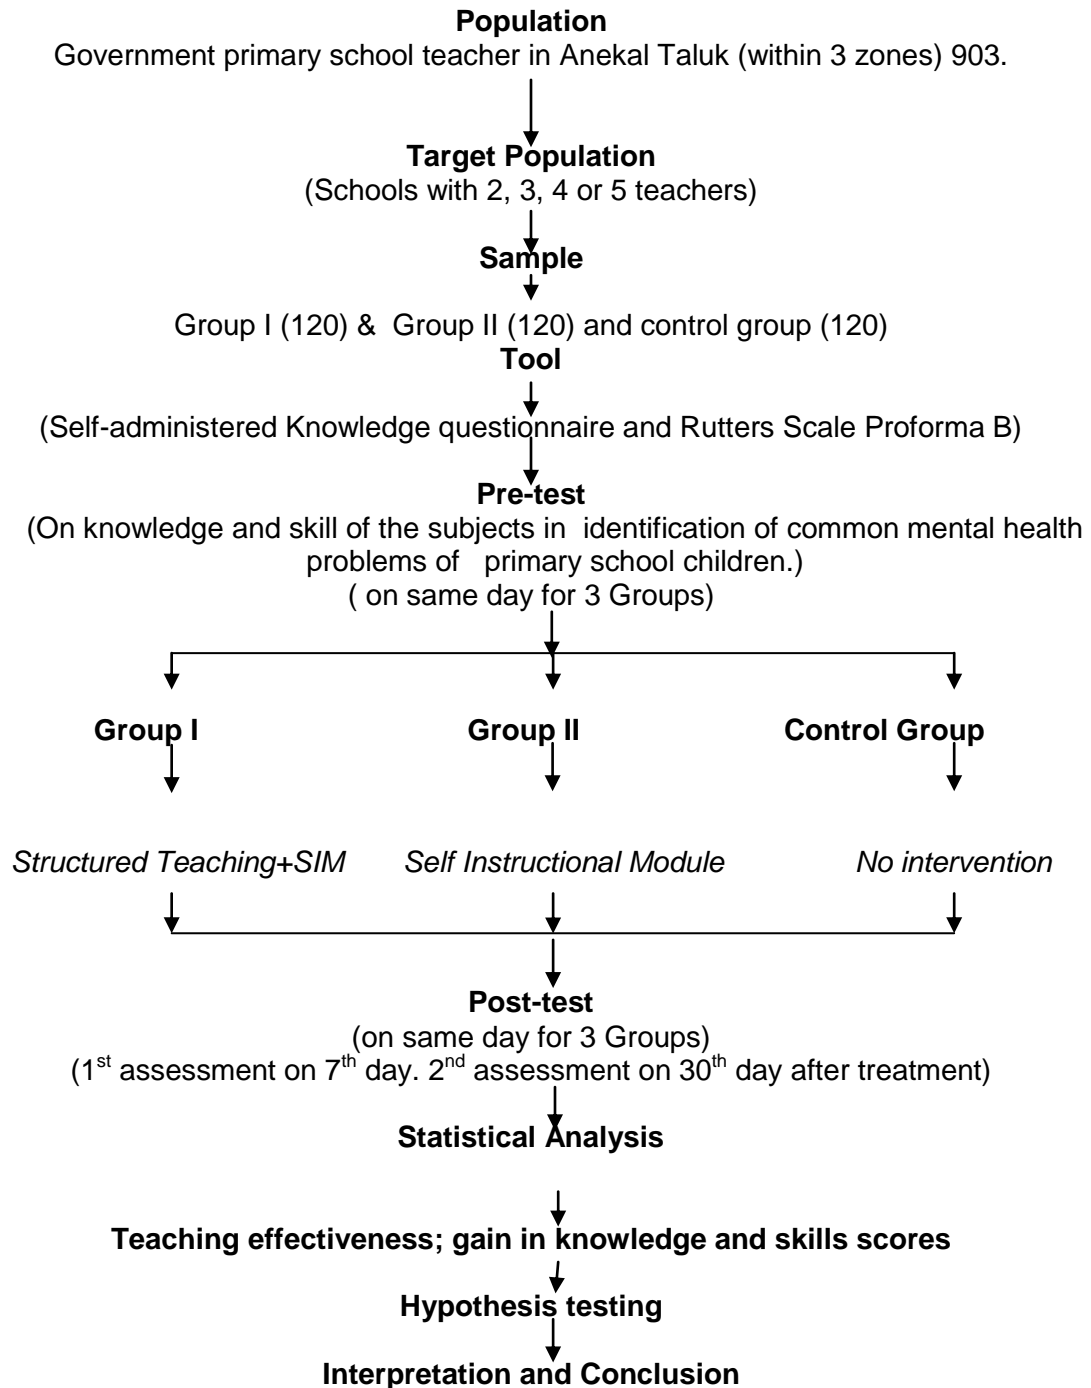 Population
Government primary school teacher in Anekal Taluk (within 3 zones) 903.
Target Population
(Schools with 2, 3, 4 or 5 teachers)
Sample
Group I (120) & Group II (120) and control group (120)
Tool
(Self-administered Knowledge questionnaire and Rutters Scale Proforma B)
Pre-test
(On knowledge and skill of the subjects in identification of common mental health
problems of primary school children.)
( on same day for 3 Groups)
Group I Group II Control Group
Structured Teaching+SIM Self Instructional Module No intervention
Post-test
(on same day for 3 Groups)
(1st assessment on 7th day. 2nd assessment on 30th day after treatment)
Statistical Analysis
Teaching effectiveness; gain in knowledge and skills scores
Hypothesis testing
Interpretation and Conclusion